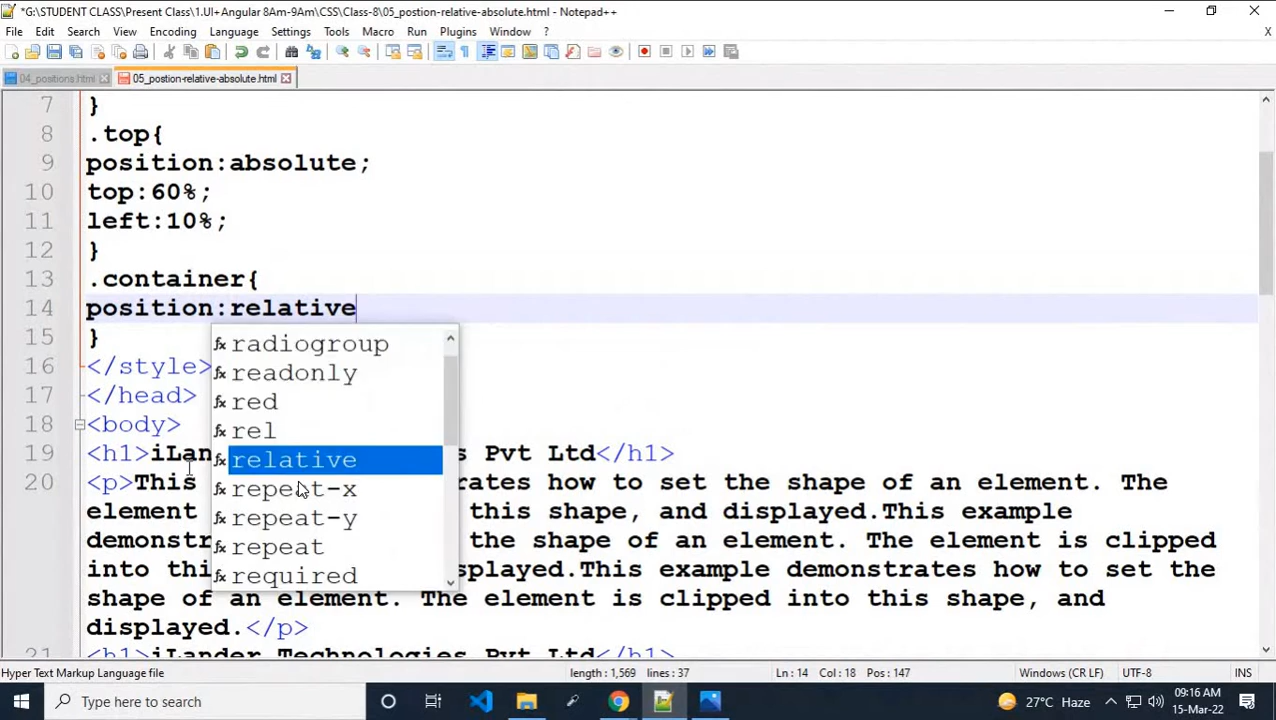 *G:\STUDENT CLASS\Present Class\1.UI+Angular 8Am-9Am\CSS\Class-8\05_postion-relative-absolute.html - Notepad++
File Edit Search View Encoding Language Settings Tools Macro Run Plugins Window ? X
04_positions.html 05_postion-relative-absolute.html
7 }
8 .top{
9 position:absolute;
10 top:60%;
11 left:10%;
12 }
13 .container{
14 position:relative
15 }
16 </style>
17 </head>
18 <body>
19 <h1>iLan s Pvt Ltd</h1>
20 <p>This rates how to set the shape of an element. The
element this shape, and displayed.This example
demonstr the shape of an element. The element is clipped
into thi splayed.This example demonstrates how to set the
shape of an element. The element is clipped into this shape, and
displayed.</p>
21 <h1>iLander Technologies Pvt Ltd</h1>
radiogroup
readonly
red
rel
relative
repeat-x
repeat-y
repeat
required
Hyper Text Markup Language file length : 1,569 lines : 37 Ln : 14 Col : 18 Pos : 147 Windows (CR LF) UTF-8 INS
Type here to search 27°C Haze 09:16 AM
15-Mar-22